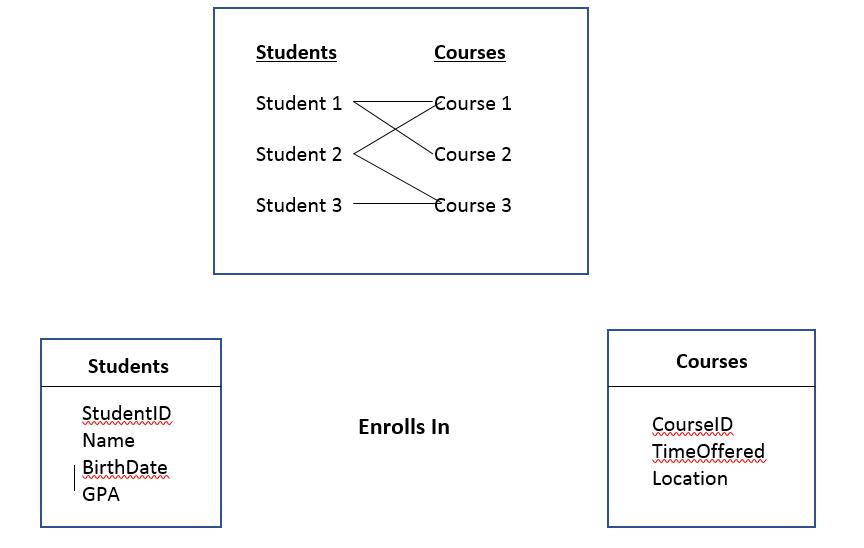 Students Courses
Student 1 Course 1
Student 2 Course 2
Student 3 Course 3
Students
StudentID
Name
BirthDate
GPA
Enrolls In
Courses
CourseID
TimeOffered
Location